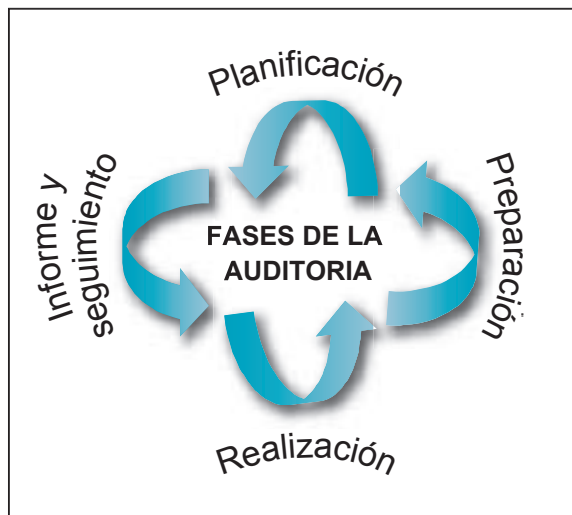 Planificación
Informe y
seguimiento
FASES DE LA
AUDITORIA
Preparación
Realización